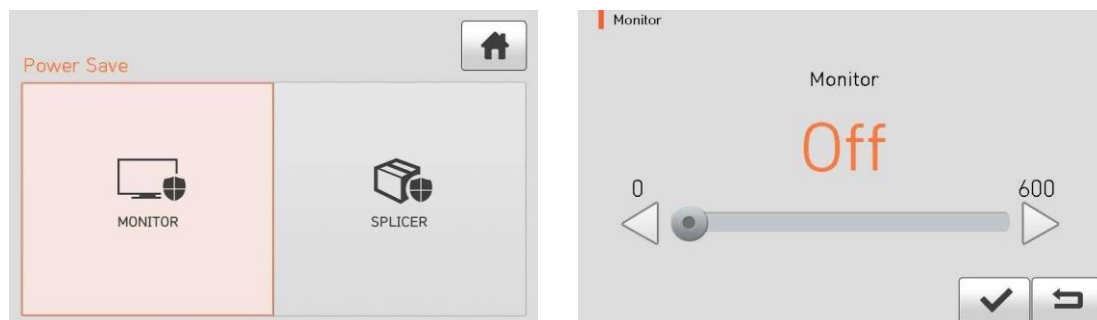 Power Save
MONITOR
SPLICER
Monitor
Monitor
Off
0
600